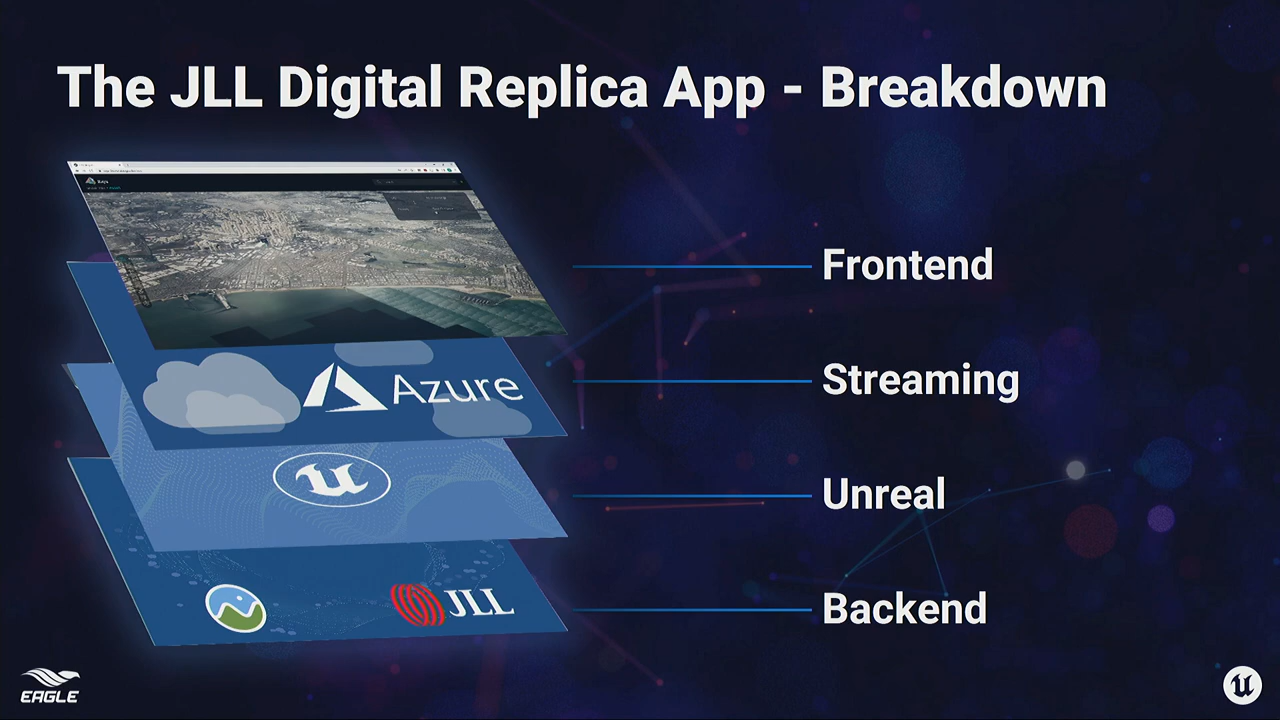 The JLL Digital Replica App - Breakdown
Frontend
Azure
Streaming
Unreal
JLL
Backend
EAGLE